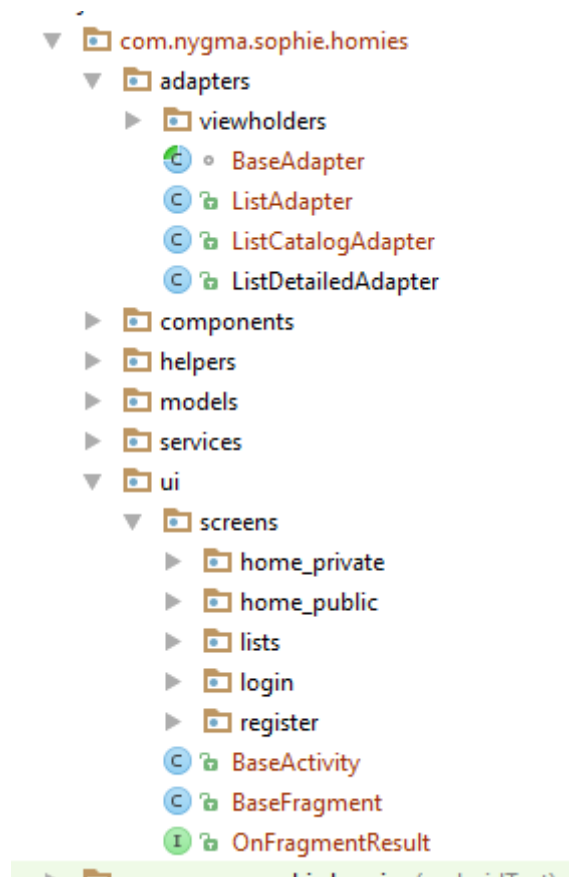 com.nygma.sophie.homies
adapters
viewholders
BaseAdapter
ListAdapter
ListCatalogAdapter
ListDetailedAdapter
components
helpers
models
services
ui
screens
home_private
home_public
lists
login
register
BaseActivity
BaseFragment
OnFragmentResult